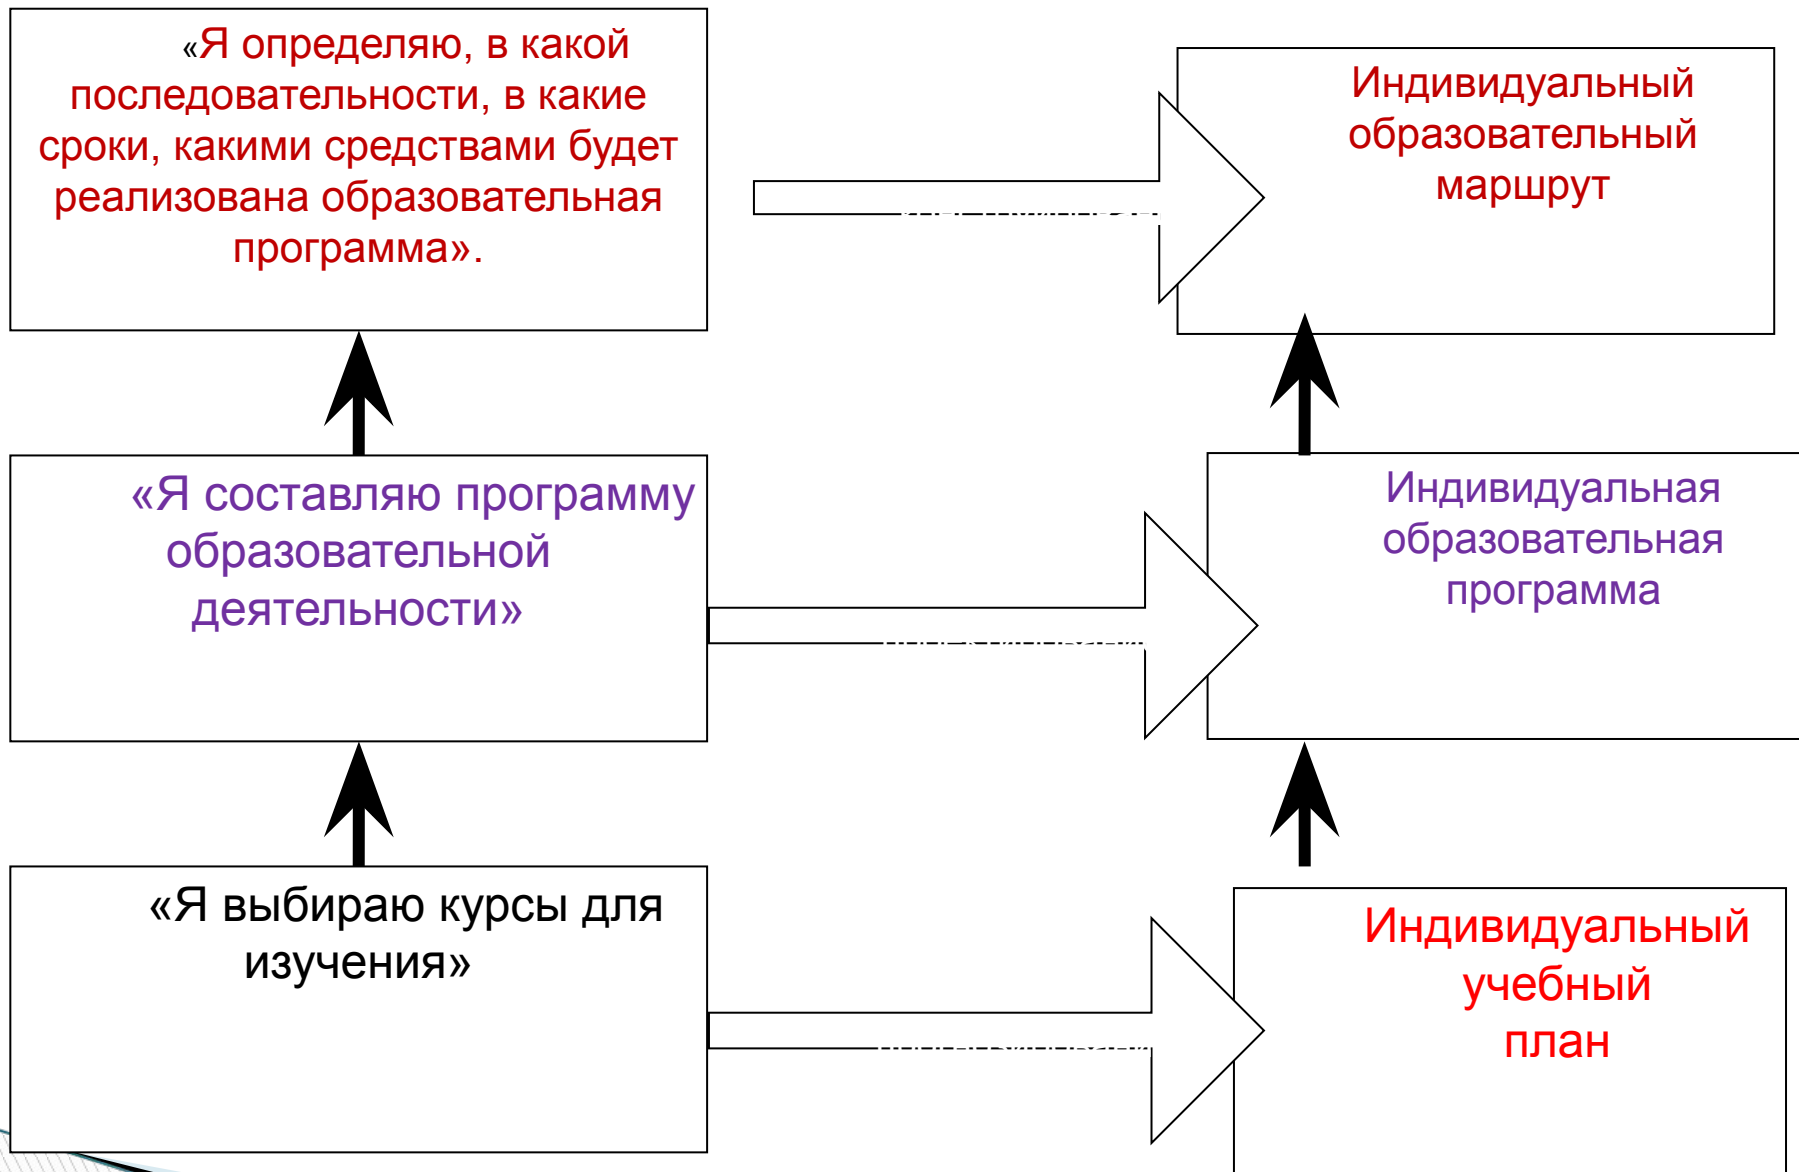 «Я определяю, в какой
последовательности, в какие
сроки, какими средствами будет
реализована образовательная
программа».
Индивидуальный
образовательный
маршрут
«Я составляю программу
образовательной
деятельности»
Индивидуальная
образовательная
программа
«Я выбираю курсы для
изучения»
Индивидуальный
учебный
план